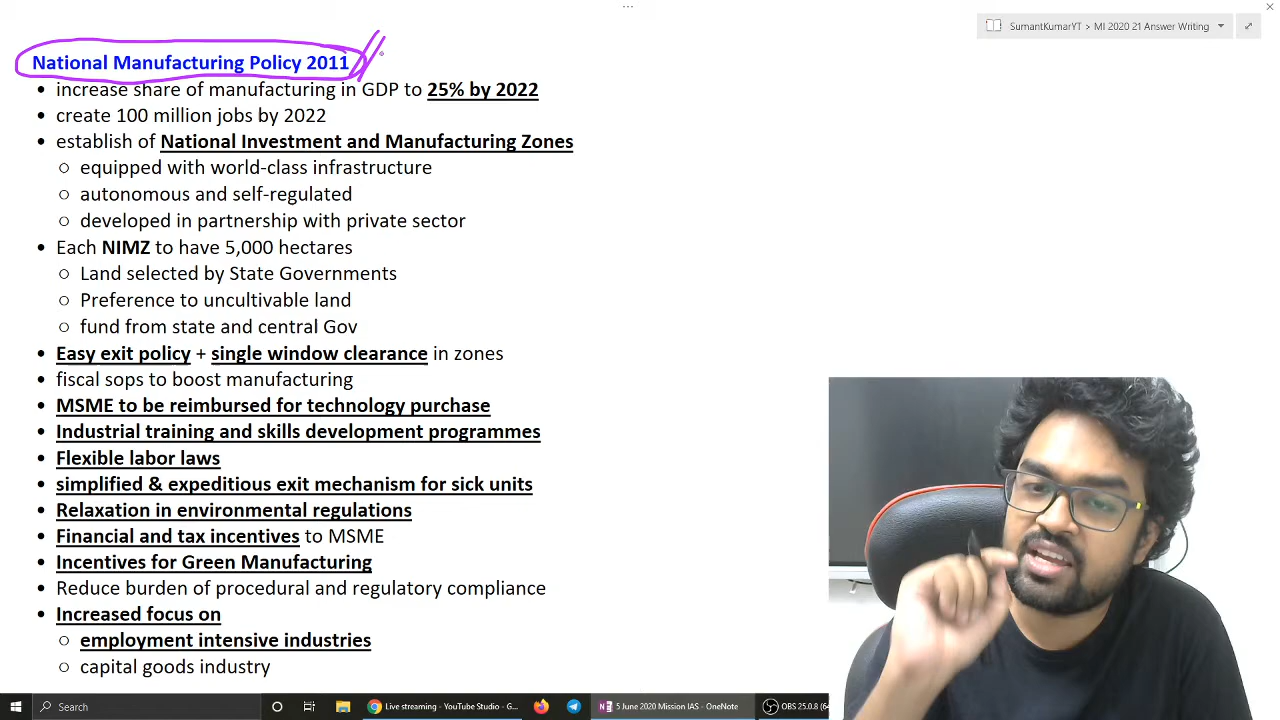 SumantKumarYT > MI 2020 21 Answer Writing
National Manufacturing Policy 2011
• increase share of manufacturing in GDP to 25% by 2022
• create 100 million jobs by 2022
• establish of National Investment and Manufacturing Zones
○ equipped with world-class infrastructure
○ autonomous and self-regulated
○ developed in partnership with private sector
• Each NIMZ to have 5,000 hectares
○ Land selected by State Governments
○ Preference to uncultivable land
○ fund from state and central Gov
• Easy exit policy + single window clearance in zones
• fiscal sops to boost manufacturing
• MSME to be reimbursed for technology purchase
• Industrial training and skills development programmes
• Flexible labor laws
• simplified & expeditious exit mechanism for sick units
• Relaxation in environmental regulations
• Financial and tax incentives to MSME
• Incentives for Green Manufacturing
• Reduce burden of procedural and regulatory compliance
• Increased focus on
○ employment intensive industries
○ capital goods industry
Search
Live streaming - YouTube Studio - G...
5 June 2020 Mission IAS - OneNote
OBS 25.0.8 (64